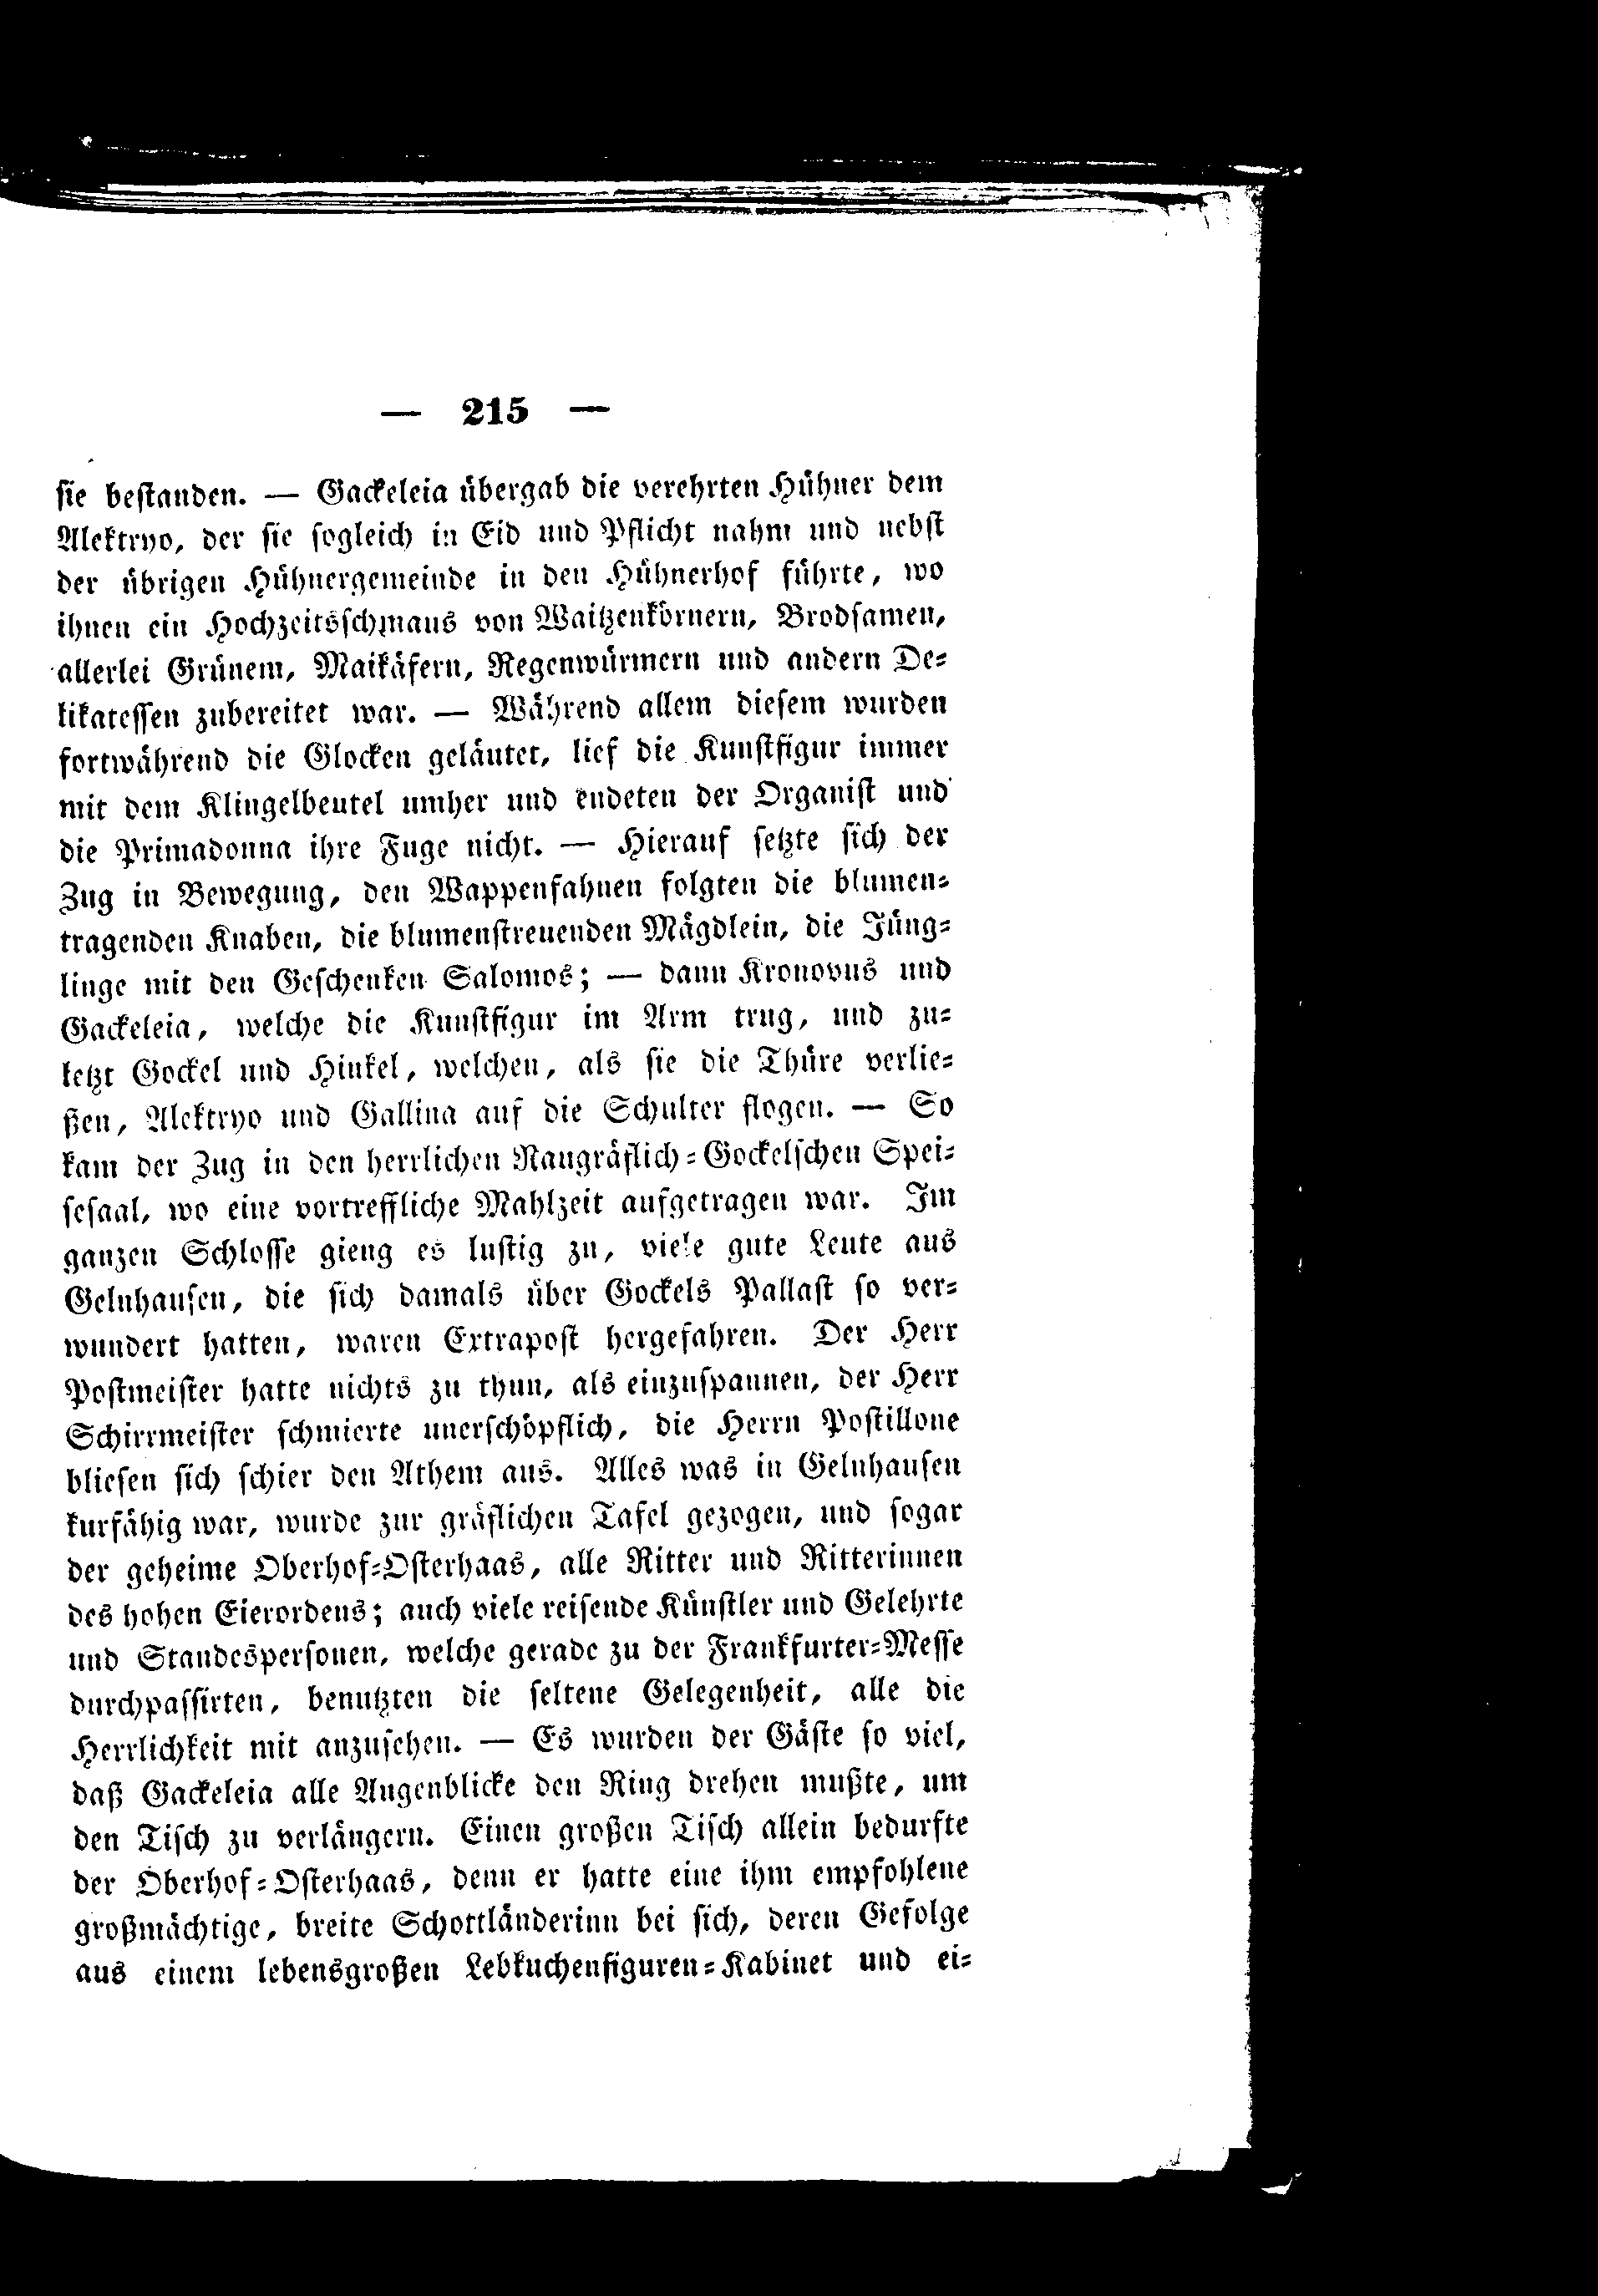 — 215 —
sie bestanden. — Gackeleia übergab die verehrten Hühner dem
Alektryo, der sie sogleich in Eid und Pflicht nahm und nebst
der übrigen Hühnergemeinde in den Hühnerhof führte, wo
ihnen ein Hochzeitsschmaus von Waitzenkörnern, Brodsamen,
allerlei Grünem, Maikäfern, Regenwürmern und andern De-
likatessen zubereitet war. — Während allem diesem wurden
fortwährend die Glocken geläutet, lief die Kunstfigur immer
mit dem Klingelbeutel umher und endeten der Organist und
die Primadonna ihre Fuge nicht. — Hierauf setzte sich der
Zug in Bewegung, den Wappenfahnen folgten die blumen-
tragenden Knaben, die blumenstreuenden Mägdlein, die Jüng-
linge mit den Geschenken Salomos; — dann Kronovus und
Gackeleia, welche die Kunstfigur im Arm trug, und zu-
letzt Gockel und Hinkel, welchen, als sie die Thüre verlie-
ßen, Alektryo und Gallina auf die Schulter flogen. — So
kam der Zug in den herrlichen Raugräflich-Gockelschen Spei-
sesaal, wo eine vortreffliche Mahlzeit aufgetragen war. Im
ganzen Schlosse gieng es lustig zu, viele gute Leute aus
Gelnhausen, die sich damals über Gockels Pallast so ver-
wundert hatten, waren Extrapost hergefahren. Der Herr
Postmeister hatte nichts zu thun, als einzuspannen, der Herr
Schirrmeister schmierte unerschöpflich, die Herrn Postillone
bliesen sich schier den Athem aus. Alles was in Gelnhausen
kurfähig war, wurde zur gräflichen Tafel gezogen, und sogar
der geheime Oberhof-Osterhaas, alle Ritter und Ritterinnen
des hohen Eierordens; auch viele reisende Künstler und Gelehrte
und Standespersonen, welche gerade zu der Frankfurter-Messe
durchpassirten, benutzten die seltene Gelegenheit, alle die
Herrlichkeit mit anzusehen. — Es wurden der Gäste so viel,
daß Gackeleia alle Augenblicke den Ring drehen mußte, um
den Tisch zu verlängern. Einen großen Tisch allein bedurfte
der Oberhof-Osterhaas, denn er hatte eine ihm empfohlene
großmächtige, breite Schottländerinn bei sich, deren Gefolge
aus einem lebensgroßen Lebkuchenfiguren-Kabinet und ei-